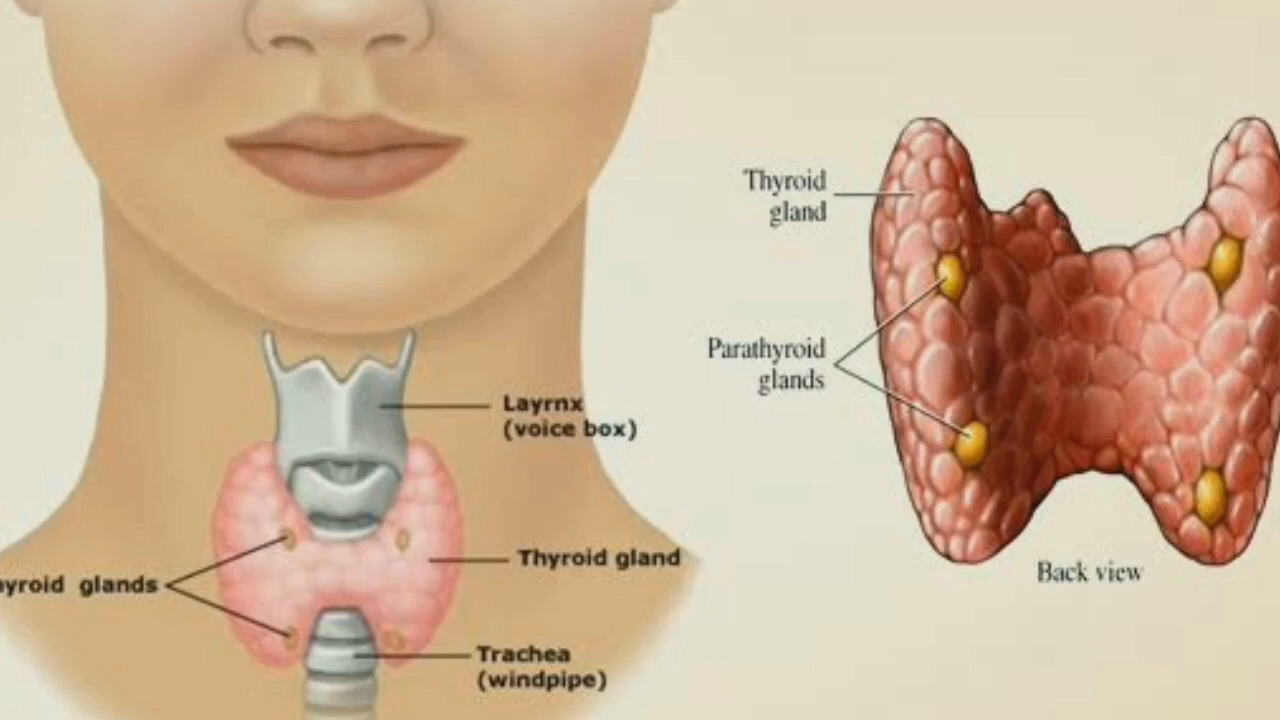 Layrnx
(voice box)
Thyroid gland
yroid glands
Trachea
(windpipe)
Thyroid
gland
Parathyroid
glands
Back view